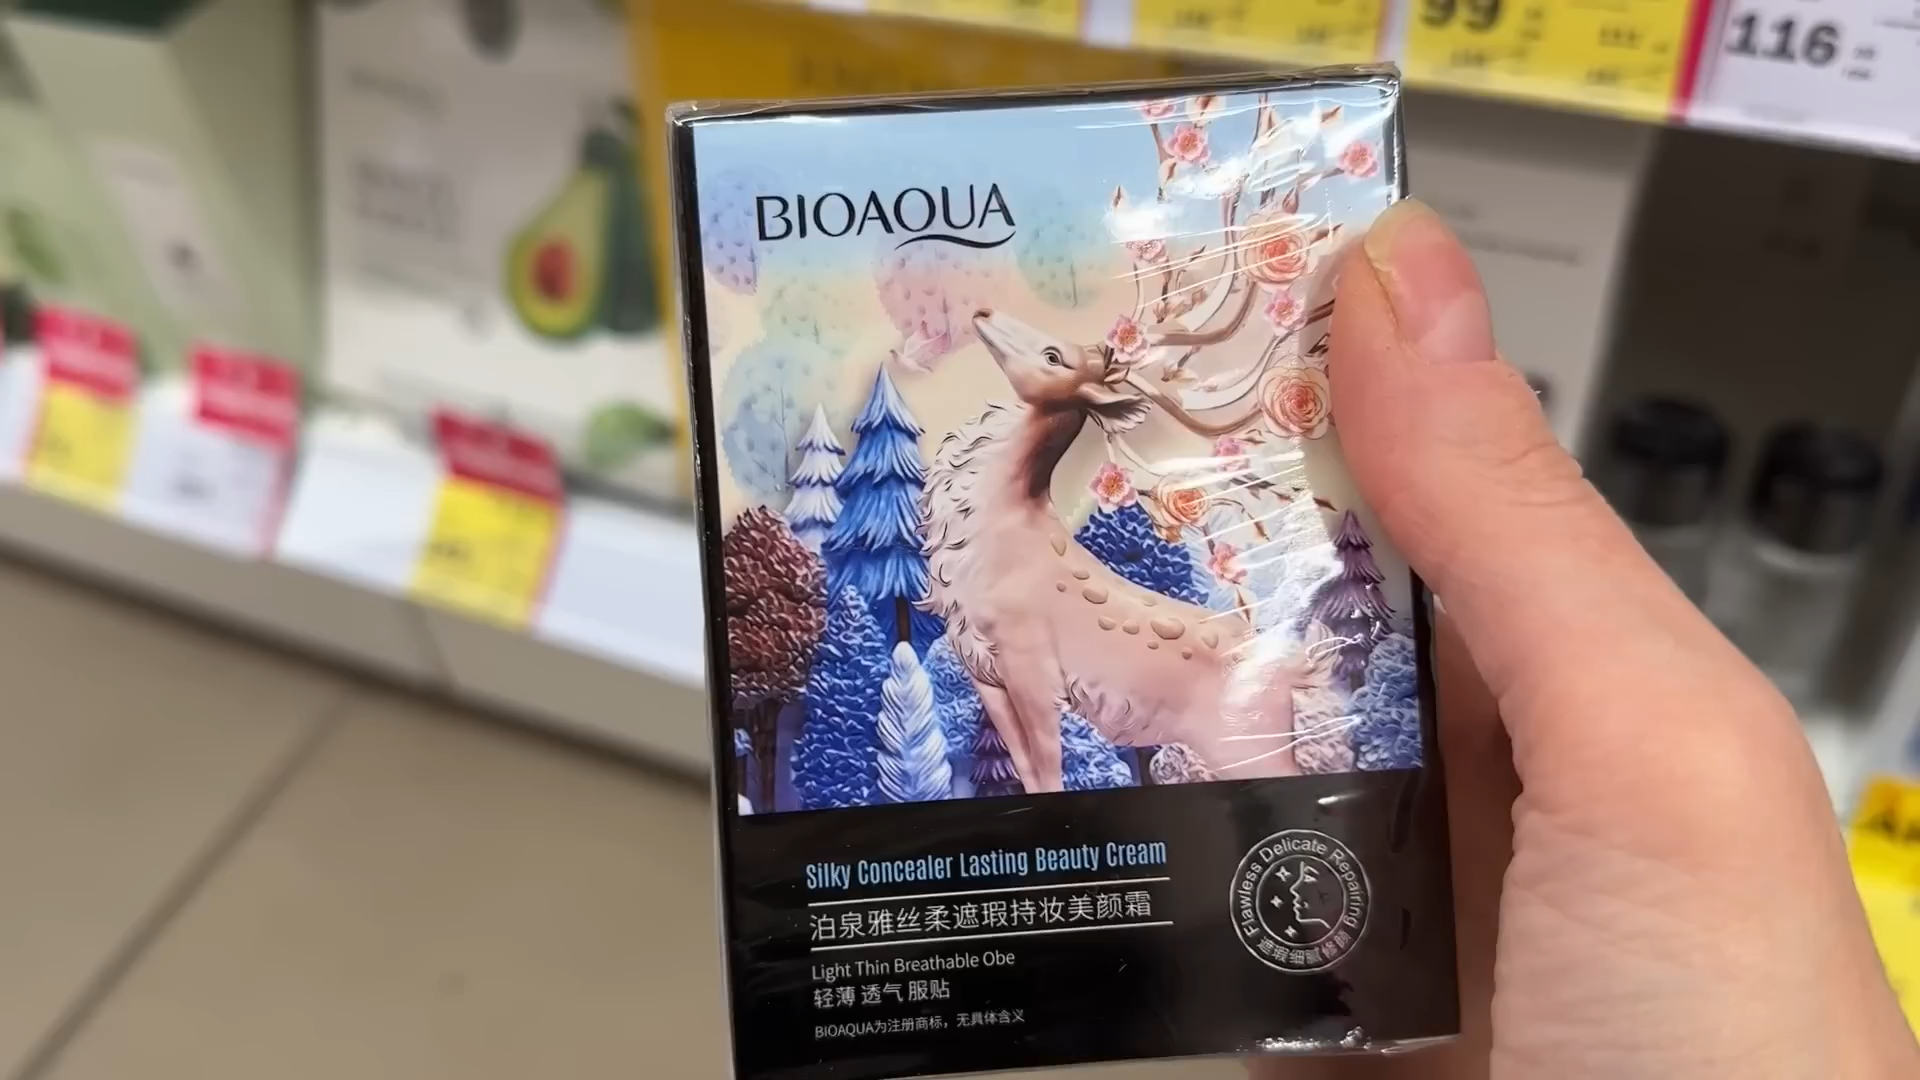 99
116
BIOAQUA
Silky Concealer Lasting Beauty Cream
泊泉雅丝柔遮瑕持妆美颜霜
Light Thin Breathable Obe
轻薄 透气 服贴
BIOAQUA为注册商标，无具体含义
Flawless Delicate Repairing
遮瑕细腻修颜